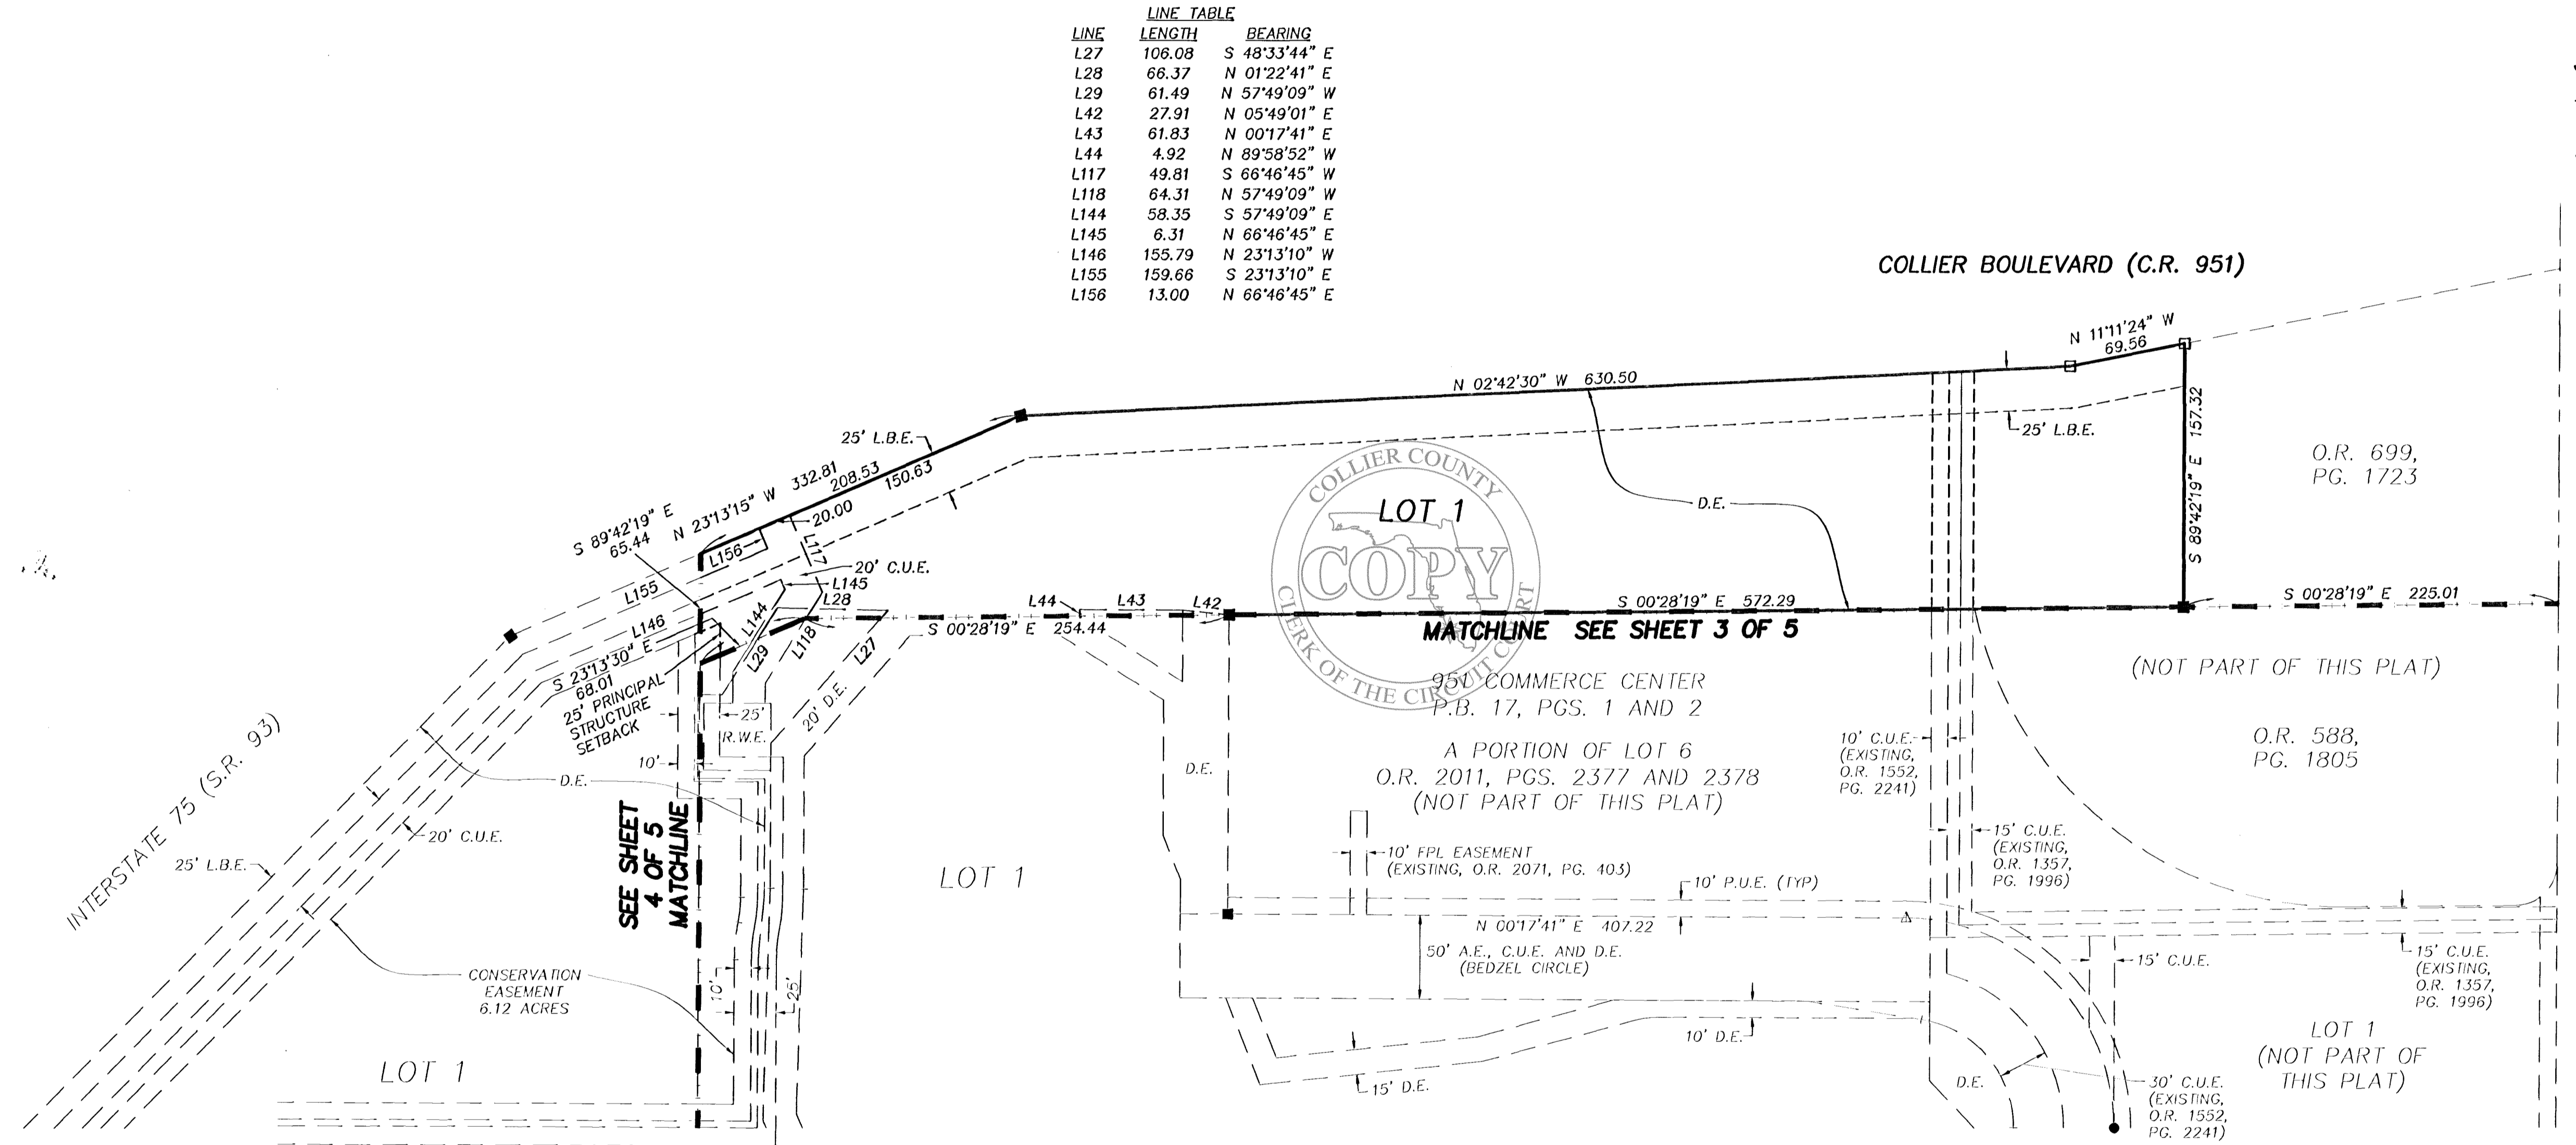 LINE TABLE
LINE LENGTH BEARING
L27 106.08 S 48°33'44" E
L28 66.37 N 01°22'41" E
L29 61.49 N 57°49'09" W
L42 27.91 N 05°49'01" E
L43 61.83 N 00°17'41" E
L44 4.92 N 89°58'52" W
L117 49.81 S 66°46'45" W
L118 64.31 N 57°49'09" W
L144 58.35 S 57°49'09" E
L145 6.31 N 66°46'45" E
L146 155.79 N 23°13'10" W
L155 159.66 S 23°13'10" E
L156 13.00 N 66°46'45" E
COLLIER BOULEVARD (C.R. 951)
N 11°11'24" W
69.56
N 02°42'30" W 630.50
S 89°42'19" E 157.32
25' L.B.E.
25' L.B.E.
O.R. 699,
PG. 1723
N 23°13'15" W 332.81
208.53
150.63
20.00
S 89°42'19" E
65.44
COLLIER COUNTY
COPY
CLERK OF THE CIRCUIT COURT
LOT 1
D.E.
L156
L117
20' C.U.E.
L145
L155
L146
L144
L28
L29
L118
L27
L44
L43
L42
S 00°28'19" E 254.44
S 00°28'19" E 572.29
S 00°28'19" E 225.01
MATCHLINE SEE SHEET 3 OF 5
S 23°13'30" E
68.01
25' PRINCIPAL
STRUCTURE
SETBACK
25'
R.W.E.
20' D.E.
10'
D.E.
951 COMMERCE CENTER
P.B. 17, PGS. 1 AND 2
A PORTION OF LOT 6
O.R. 2011, PGS. 2377 AND 2378
(NOT PART OF THIS PLAT)
D.E.
(NOT PART OF THIS PLAT)
O.R. 588,
PG. 1805
10' C.U.E.
(EXISTING,
O.R. 1552,
PG. 2241)
15' C.U.E.
(EXISTING,
O.R. 1357,
PG. 1996)
INTERSTATE 75 (S.R. 93)
25' L.B.E.
20' C.U.E.
SEE SHEET
4 OF 5
MATCHLINE
LOT 1
10' FPL EASEMENT
(EXISTING, O.R. 2071, PG. 403)
10' P.U.E. (TYP)
N 00°17'41" E 407.22
50' A.E., C.U.E. AND D.E.
(BEDZEL CIRCLE)
CONSERVATION
EASEMENT
6.12 ACRES
10'
25'
LOT 1
15' D.E.
10' D.E.
15' C.U.E.
15' C.U.E.
(EXISTING,
O.R. 1357,
PG. 1996)
D.E.
30' C.U.E.
(EXISTING,
O.R. 1552,
PG. 2241)
LOT 1
(NOT PART OF
THIS PLAT)